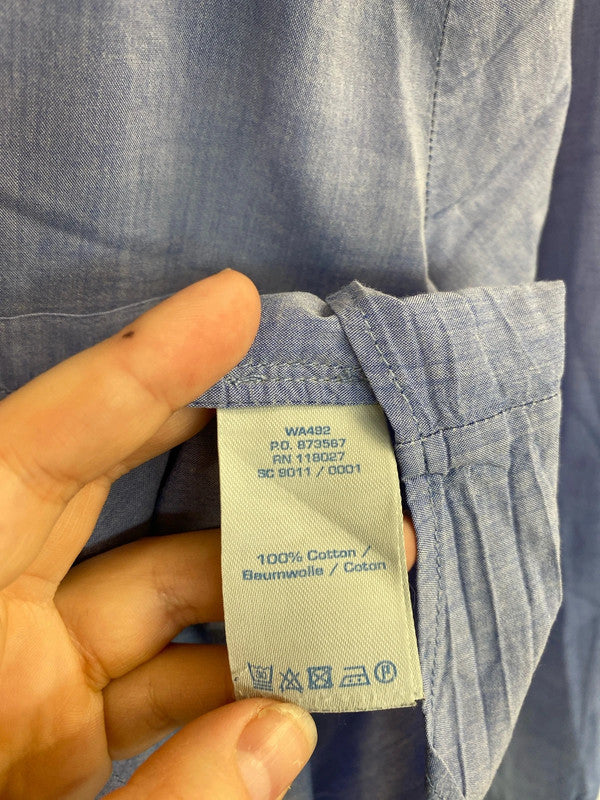 WA492
P.O. 873567
RN 118027
SC 9011 / 0001
100% Cotton /
Baumwolle / Coton